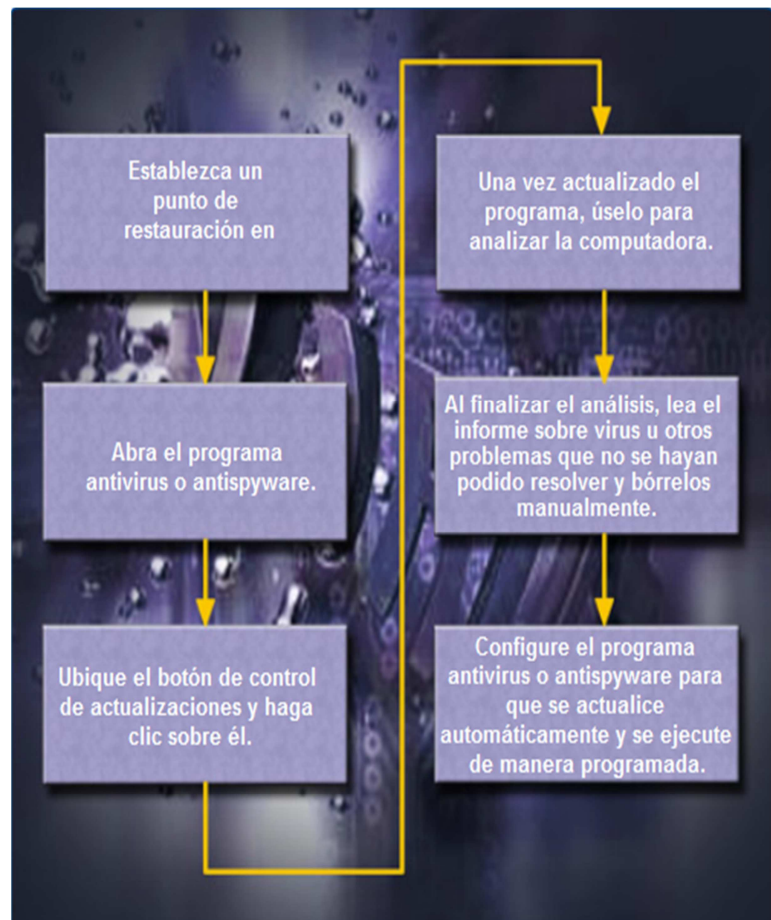 Establezca un
punto de
restauración en
Abra el programa
antivirus o antispyware.
Ubique el botón de control
de actualizaciones y haga
clic sobre él.
Una vez actualizado el
programa, úselo para
analizar la computadora.
Al finalizar el análisis, lea el
informe sobre virus u otros
problemas que no se hayan
podido resolver y bórrelos
manualmente.
Configure el programa
antivirus o antispyware para
que se actualice
automáticamente y se ejecute
de manera programada.